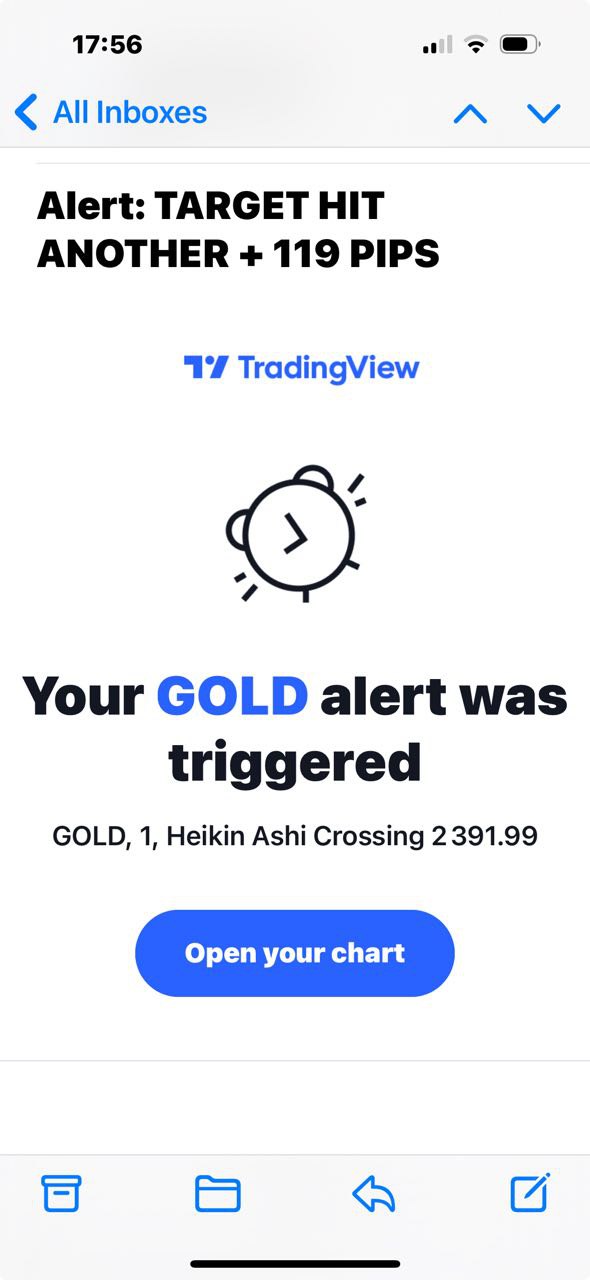 17:56
All Inboxes
Alert: TARGET HIT
ANOTHER + 119 PIPS
TradingView
Your GOLD alert was
triggered
GOLD, 1, Heikin Ashi Crossing 2 391.99
Open your chart